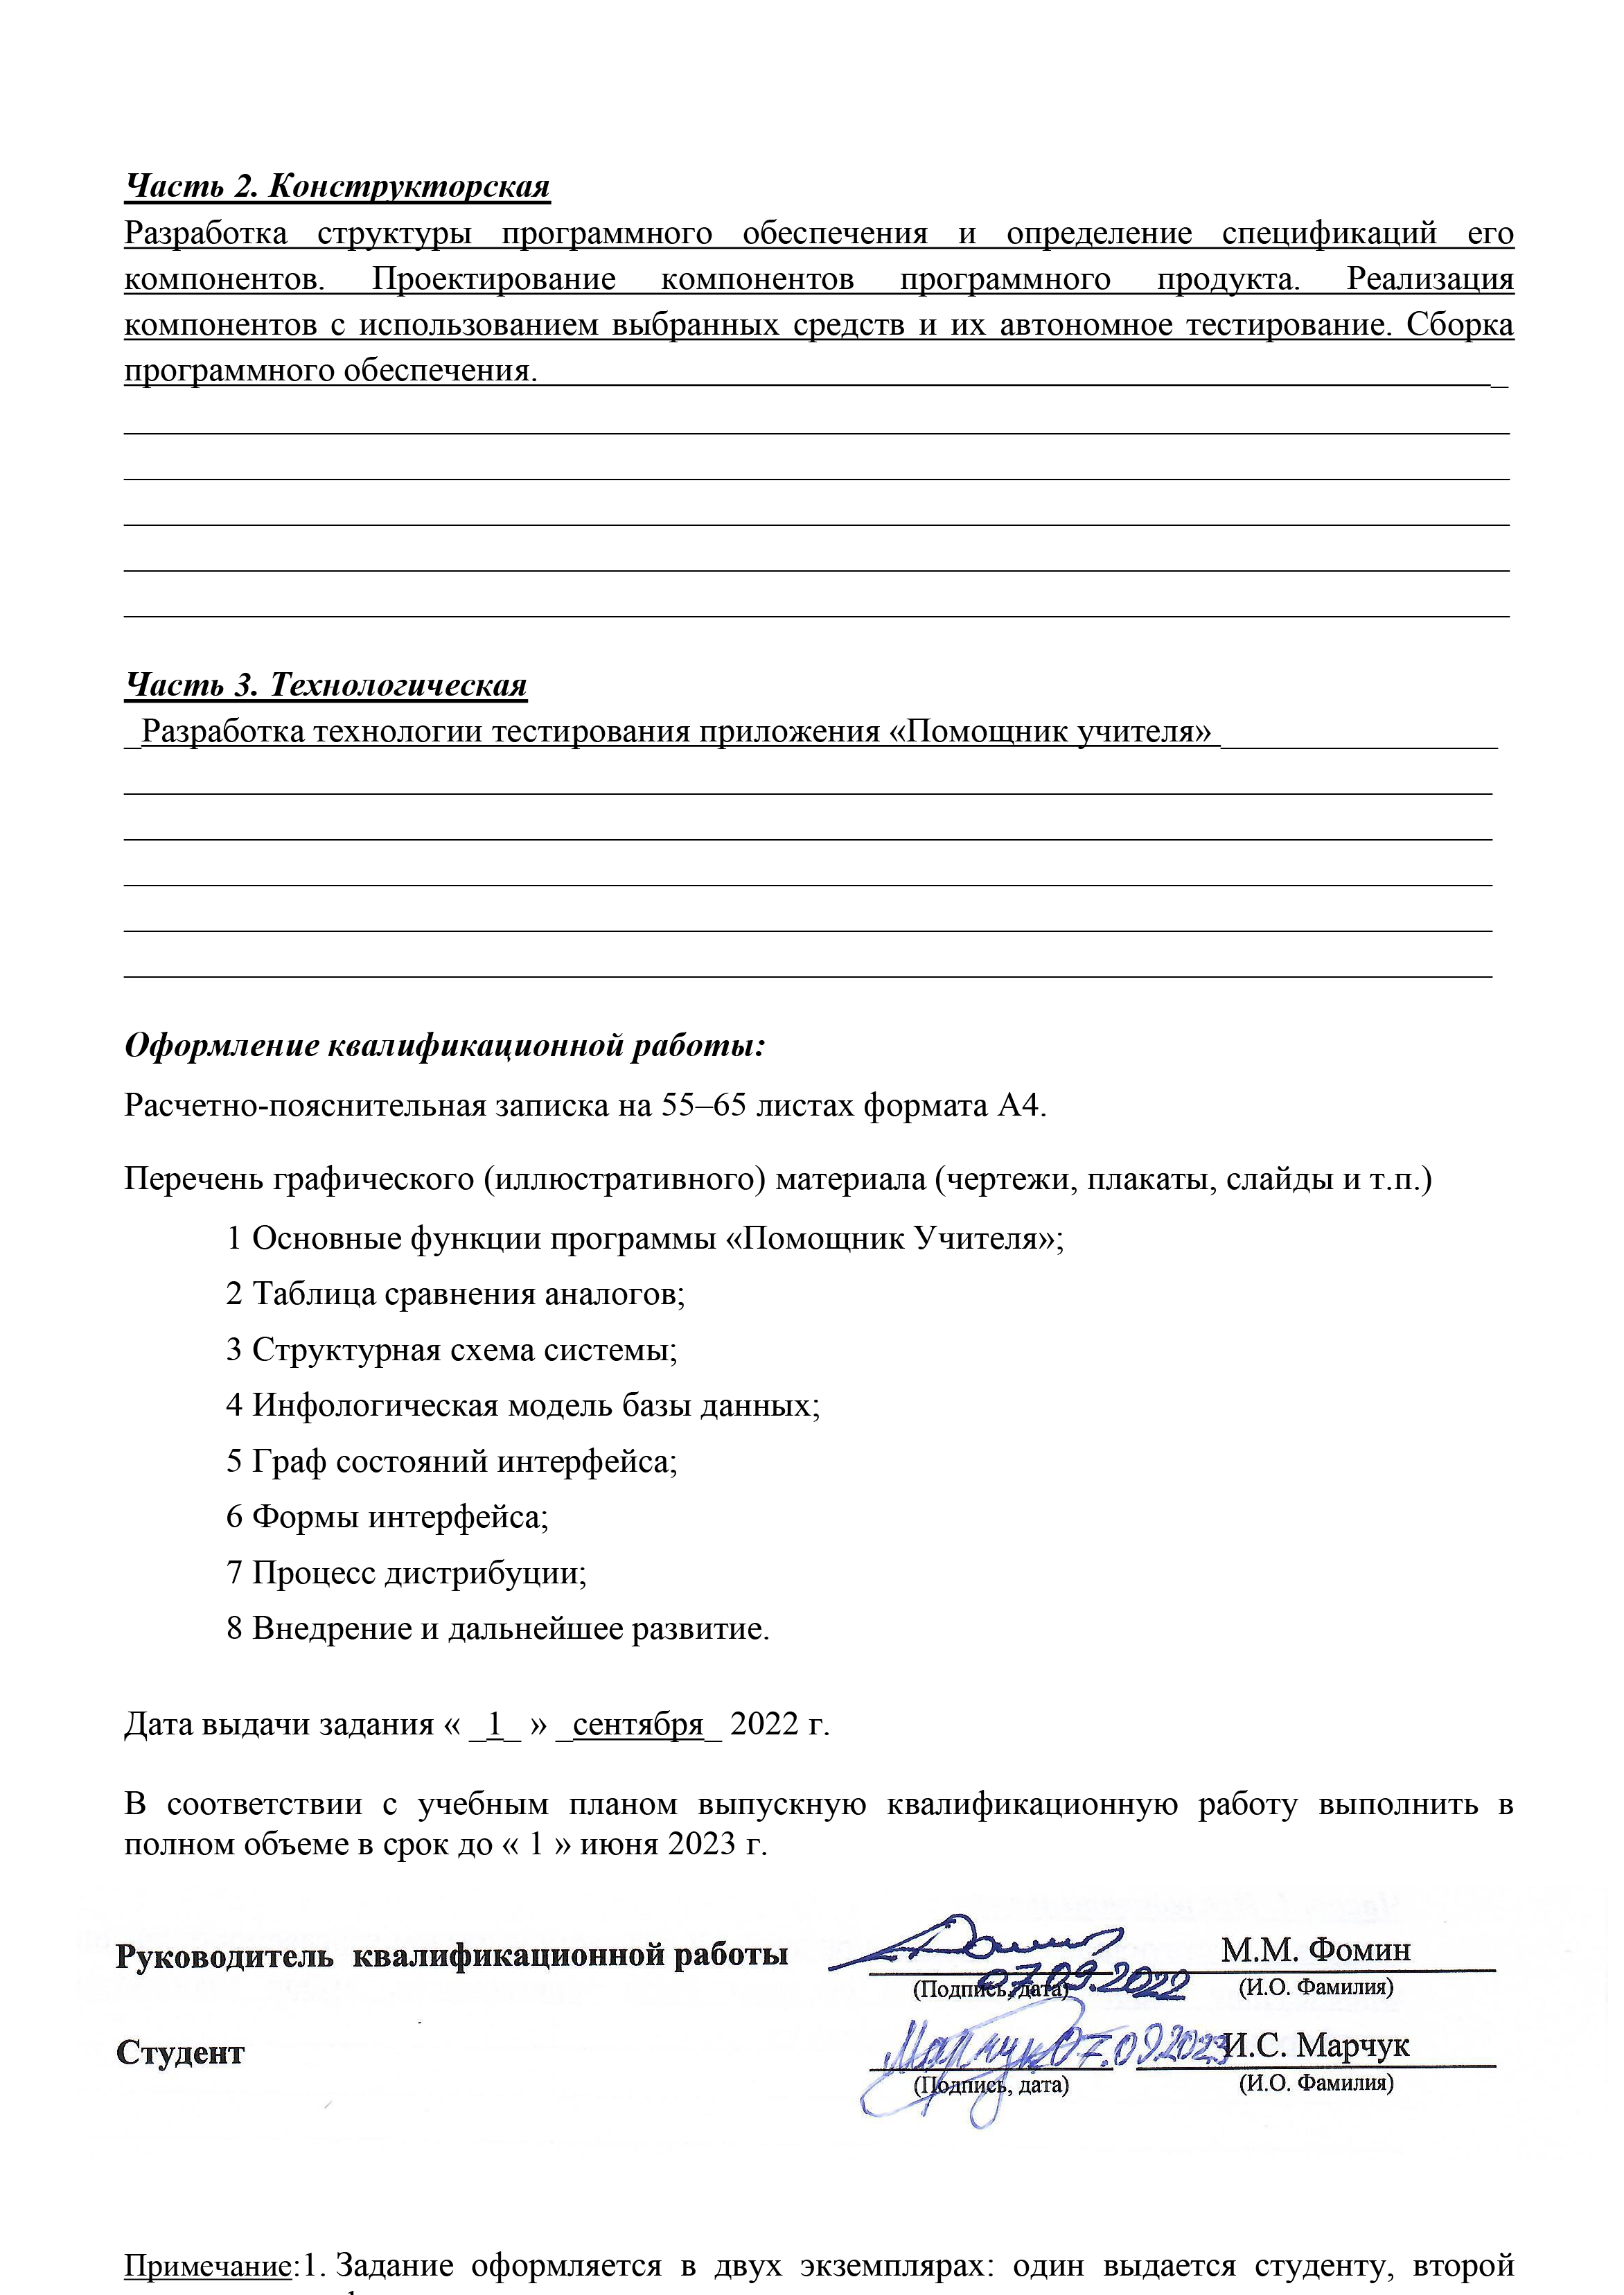 Часть 2. Конструкторская
Разработка структуры программного обеспечения и определение спецификаций его
компонентов. Проектирование компонентов программного продукта. Реализация
компонентов с использованием выбранных средств и их автономное тестирование. Сборка
программного обеспечения.
Часть 3. Технологическая
Разработка технологии тестирования приложения «Помощник учителя»
Оформление квалификационной работы:
Расчетно-пояснительная записка на 55–65 листах формата А4.
Перечень графического (иллюстративного) материала (чертежи, плакаты, слайды и т.п.)
1 Основные функции программы «Помощник Учителя»;
2 Таблица сравнения аналогов;
3 Структурная схема системы;
4 Инфологическая модель базы данных;
5 Граф состояний интерфейса;
6 Формы интерфейса;
7 Процесс дистрибуции;
8 Внедрение и дальнейшее развитие.
Дата выдачи задания « _1_ » _сентября_ 2022 г.
В соответствии с учебным планом выпускную квалификационную работу выполнить в
полном объеме в срок до « 1 » июня 2023 г.
Руководитель квалификационной работы М.М. Фомин
07.09.2022
(Подпись, дата) (И.О. Фамилия)
Студент Марчук 07.09.2023 И.С. Марчук
(Подпись, дата) (И.О. Фамилия)
Примечание:1. Задание оформляется в двух экземплярах: один выдается студенту, второй